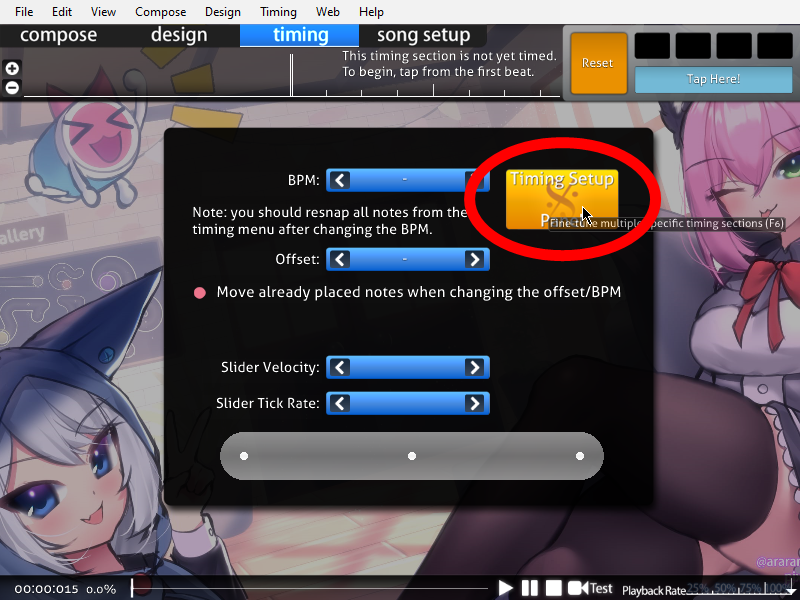 File Edit View Compose Design Timing Web Help
compose design timing song setup
This timing section is not yet timed.
To begin, tap from the first beat.
Reset
Tap Here!
BPM: -
Timing Setup
Note: you should resnap all notes from the
timing menu after changing the BPM.
Fine-tune multiple specific timing sections (F6)
allery
Offset: -
Move already placed notes when changing the offset/BPM
Slider Velocity:
Slider Tick Rate:
@ararar
00:00:015 0.0% Test Playback Rate 25% 50% 75% 100%